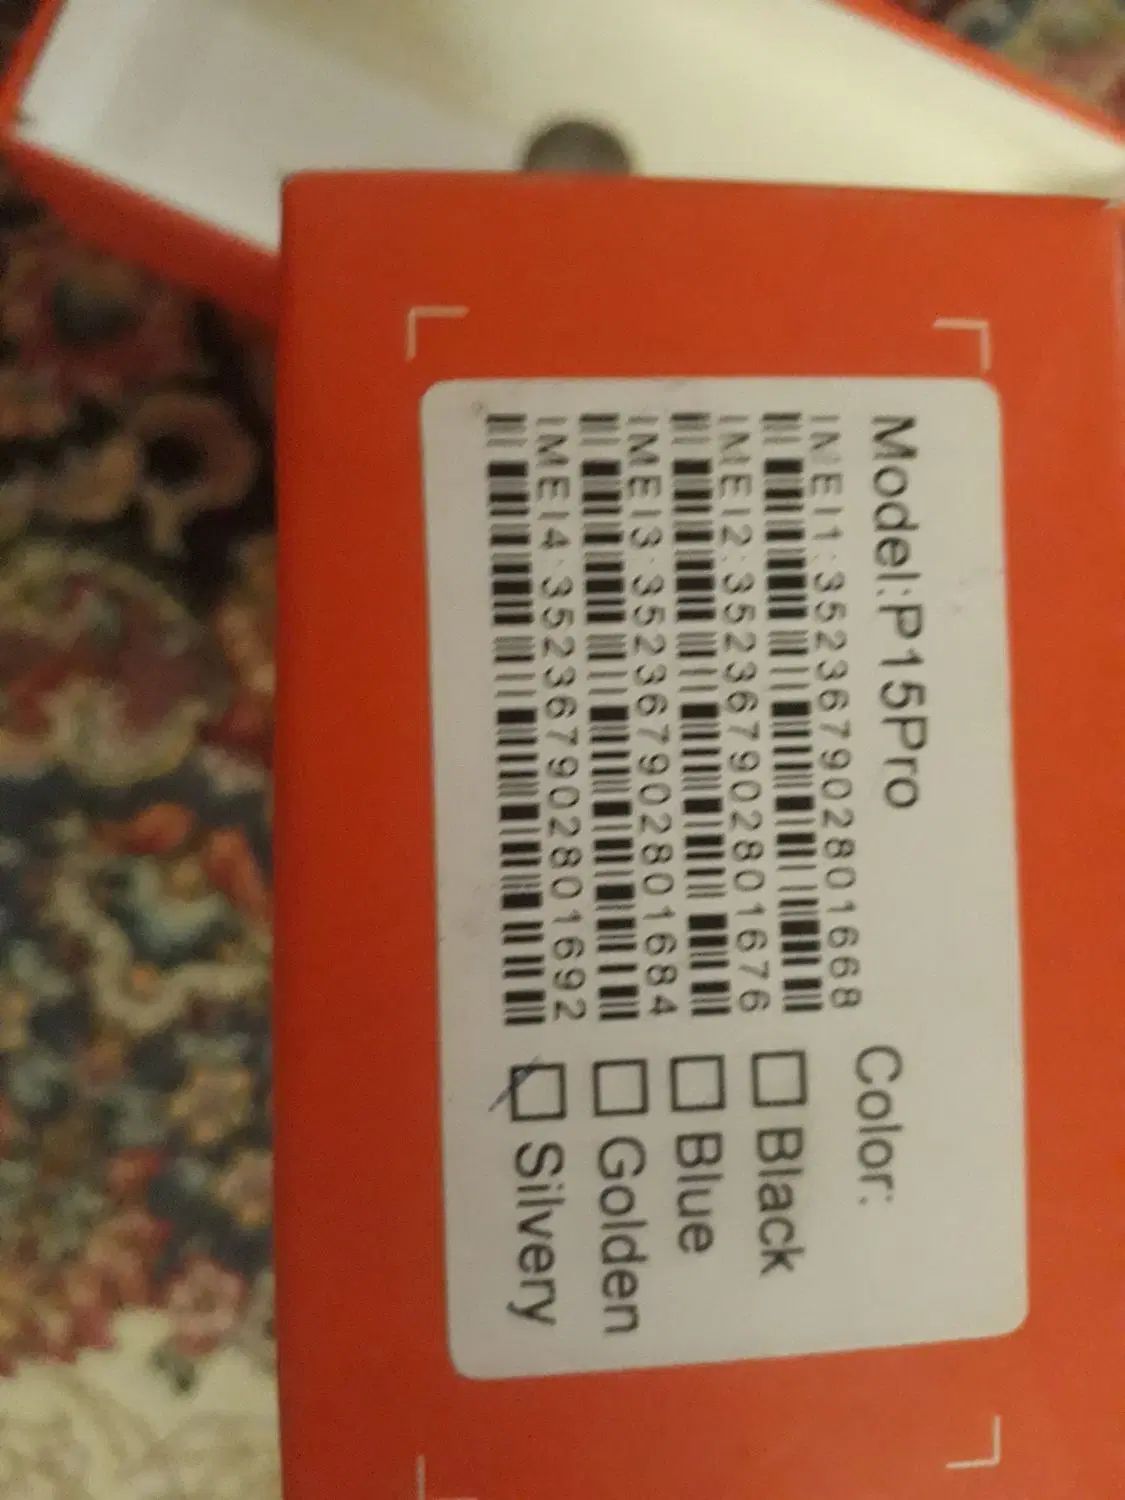 Model:P15Pro
IMEI1:352367902801668
IMEI2:352367902801676
IMEI3:352367902801684
IMEI4:352367902801692
Color:
Black
Blue
Golden
Silvery